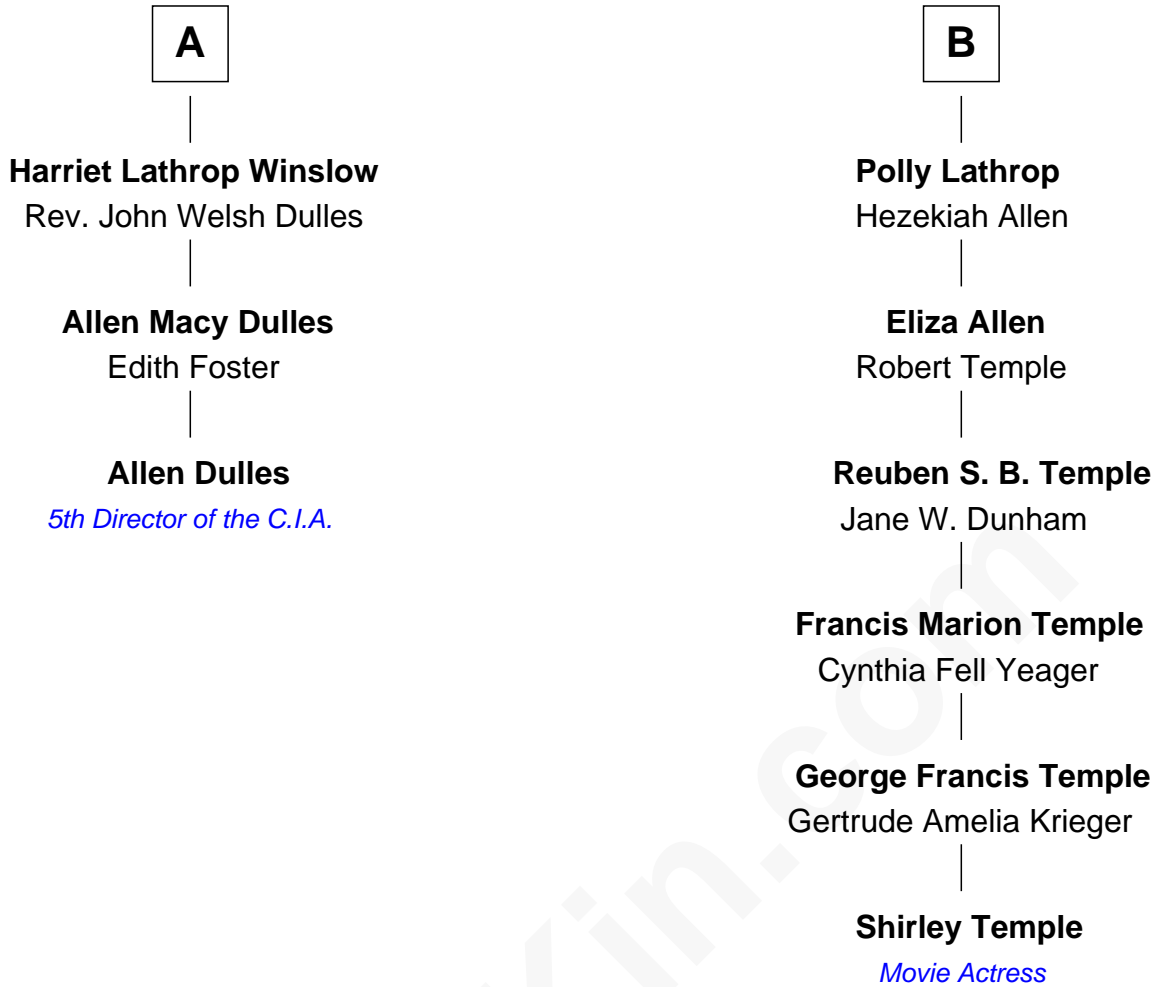 A
Harriet Lathrop Winslow
Rev. John Welsh Dulles
Allen Macy Dulles
Edith Foster
Allen Dulles
5th Director of the C.I.A.
B
Polly Lathrop
Hezekiah Allen
Eliza Allen
Robert Temple
Reuben S. B. Temple
Jane W. Dunham
Francis Marion Temple
Cynthia Fell Yeager
George Francis Temple
Gertrude Amelia Krieger
Shirley Temple
Movie Actress